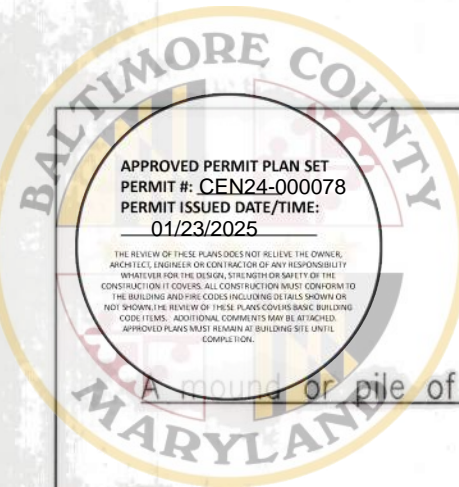 BALTIMORE COUNTY
APPROVED PERMIT PLAN SET
PERMIT #: CEN24-000078
PERMIT ISSUED DATE/TIME:
01/23/2025
THE REVIEW OF THESE PLANS DOES NOT RELIEVE THE OWNER,
ARCHITECT, ENGINEER OR CONTRACTOR OF ANY RESPONSIBILITY
WHATEVER FOR THE DESIGN, STRENGTH OR SAFETY OF THE
CONSTRUCTION IT COVERS. ALL CONSTRUCTION MUST CONFORM TO
THE BUILDING AND FIRE CODES INCLUDING DETAILS SHOWN OR
NOT SHOWN.THE REVIEW OF THESE PLANS COVERS BASIC BUILDING
CODE ITEMS. ADDITIONAL COMMENTS MAY BE ATTACHED.
APPROVED PLANS MUST REMAIN AT BUILDING SITE UNTIL
COMPLETION.
A mound or pile of
MARYLAND